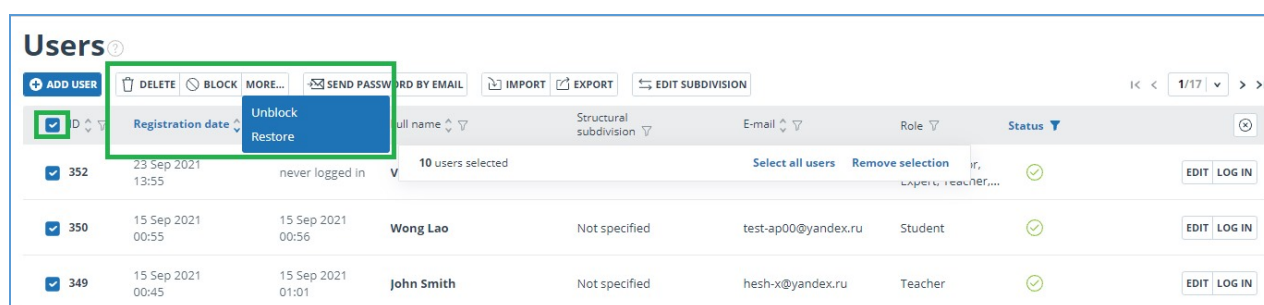 Users
ADD USER DELETE BLOCK MORE... SEND PASSWORD BY EMAIL IMPORT EXPORT EDIT SUBDIVISION 1/17
Unblock
Restore
ID Registration date ull name Structural subdivision E-mail Role Status
10 users selected Select all users Remove selection
352 23 Sep 2021 13:55 never logged in V Expert, Teacher,... EDIT LOG IN
350 15 Sep 2021 00:55 15 Sep 2021 00:56 Wong Lao Not specified test-ap00@yandex.ru Student EDIT LOG IN
349 15 Sep 2021 00:45 15 Sep 2021 01:01 John Smith Not specified hesh-x@yandex.ru Teacher EDIT LOG IN